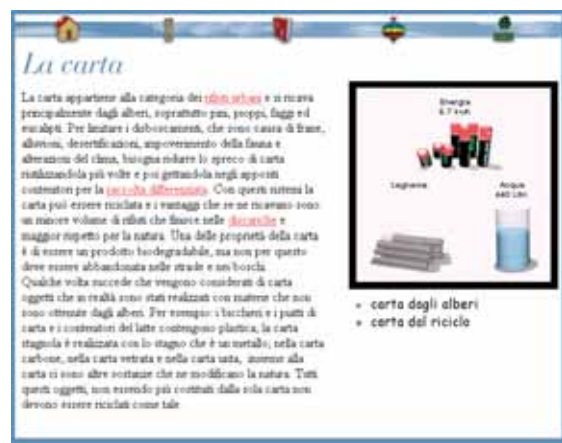 La carta
La carta appartiene alla categoria dei rifiuti urbani e si ricava
principalmente dagli alberi, soprattutto pini, pioppi, faggi ed
eucalipti. Per limitare i disboscamenti, che sono causa di frane,
alluvioni, desertificazioni, impoverimento della fauna e
alterazioni del clima, bisogna ridurre lo spreco di carta
riutilizzandola più volte e poi gettandola negli appositi
contenitori per la raccolta differenziata. Con questi sistemi la
carta può essere riciclata e i vantaggi che se ne ricavano sono
un minore volume di rifiuti che finisce nelle discariche e
maggior rispetto per la natura. Una delle proprietà della carta
è di essere un prodotto biodegradabile, ma non per questo
deve essere abbandonata nelle strade e nei boschi.
Qualche volta succede che vengono considerati di carta
oggetti che in realtà sono stati realizzati con materie che non
sono ottenute dagli alberi. Per esempio: i bicchieri e i piatti di
carta e i contenitori del latte contengono plastica; la carta
stagnola è realizzata con lo stagno che è un metallo; nella carta
carbone, nella carta vetrata e nella carta unta, insieme alla
carta ci sono altre sostanze che ne modificano la natura. Tutti
questi oggetti, non essendo più costituiti dalla sola carta non
devono essere riciclati come tale
Energia
Legname
Acqua
carta dagli alberi
carta dal riciclo